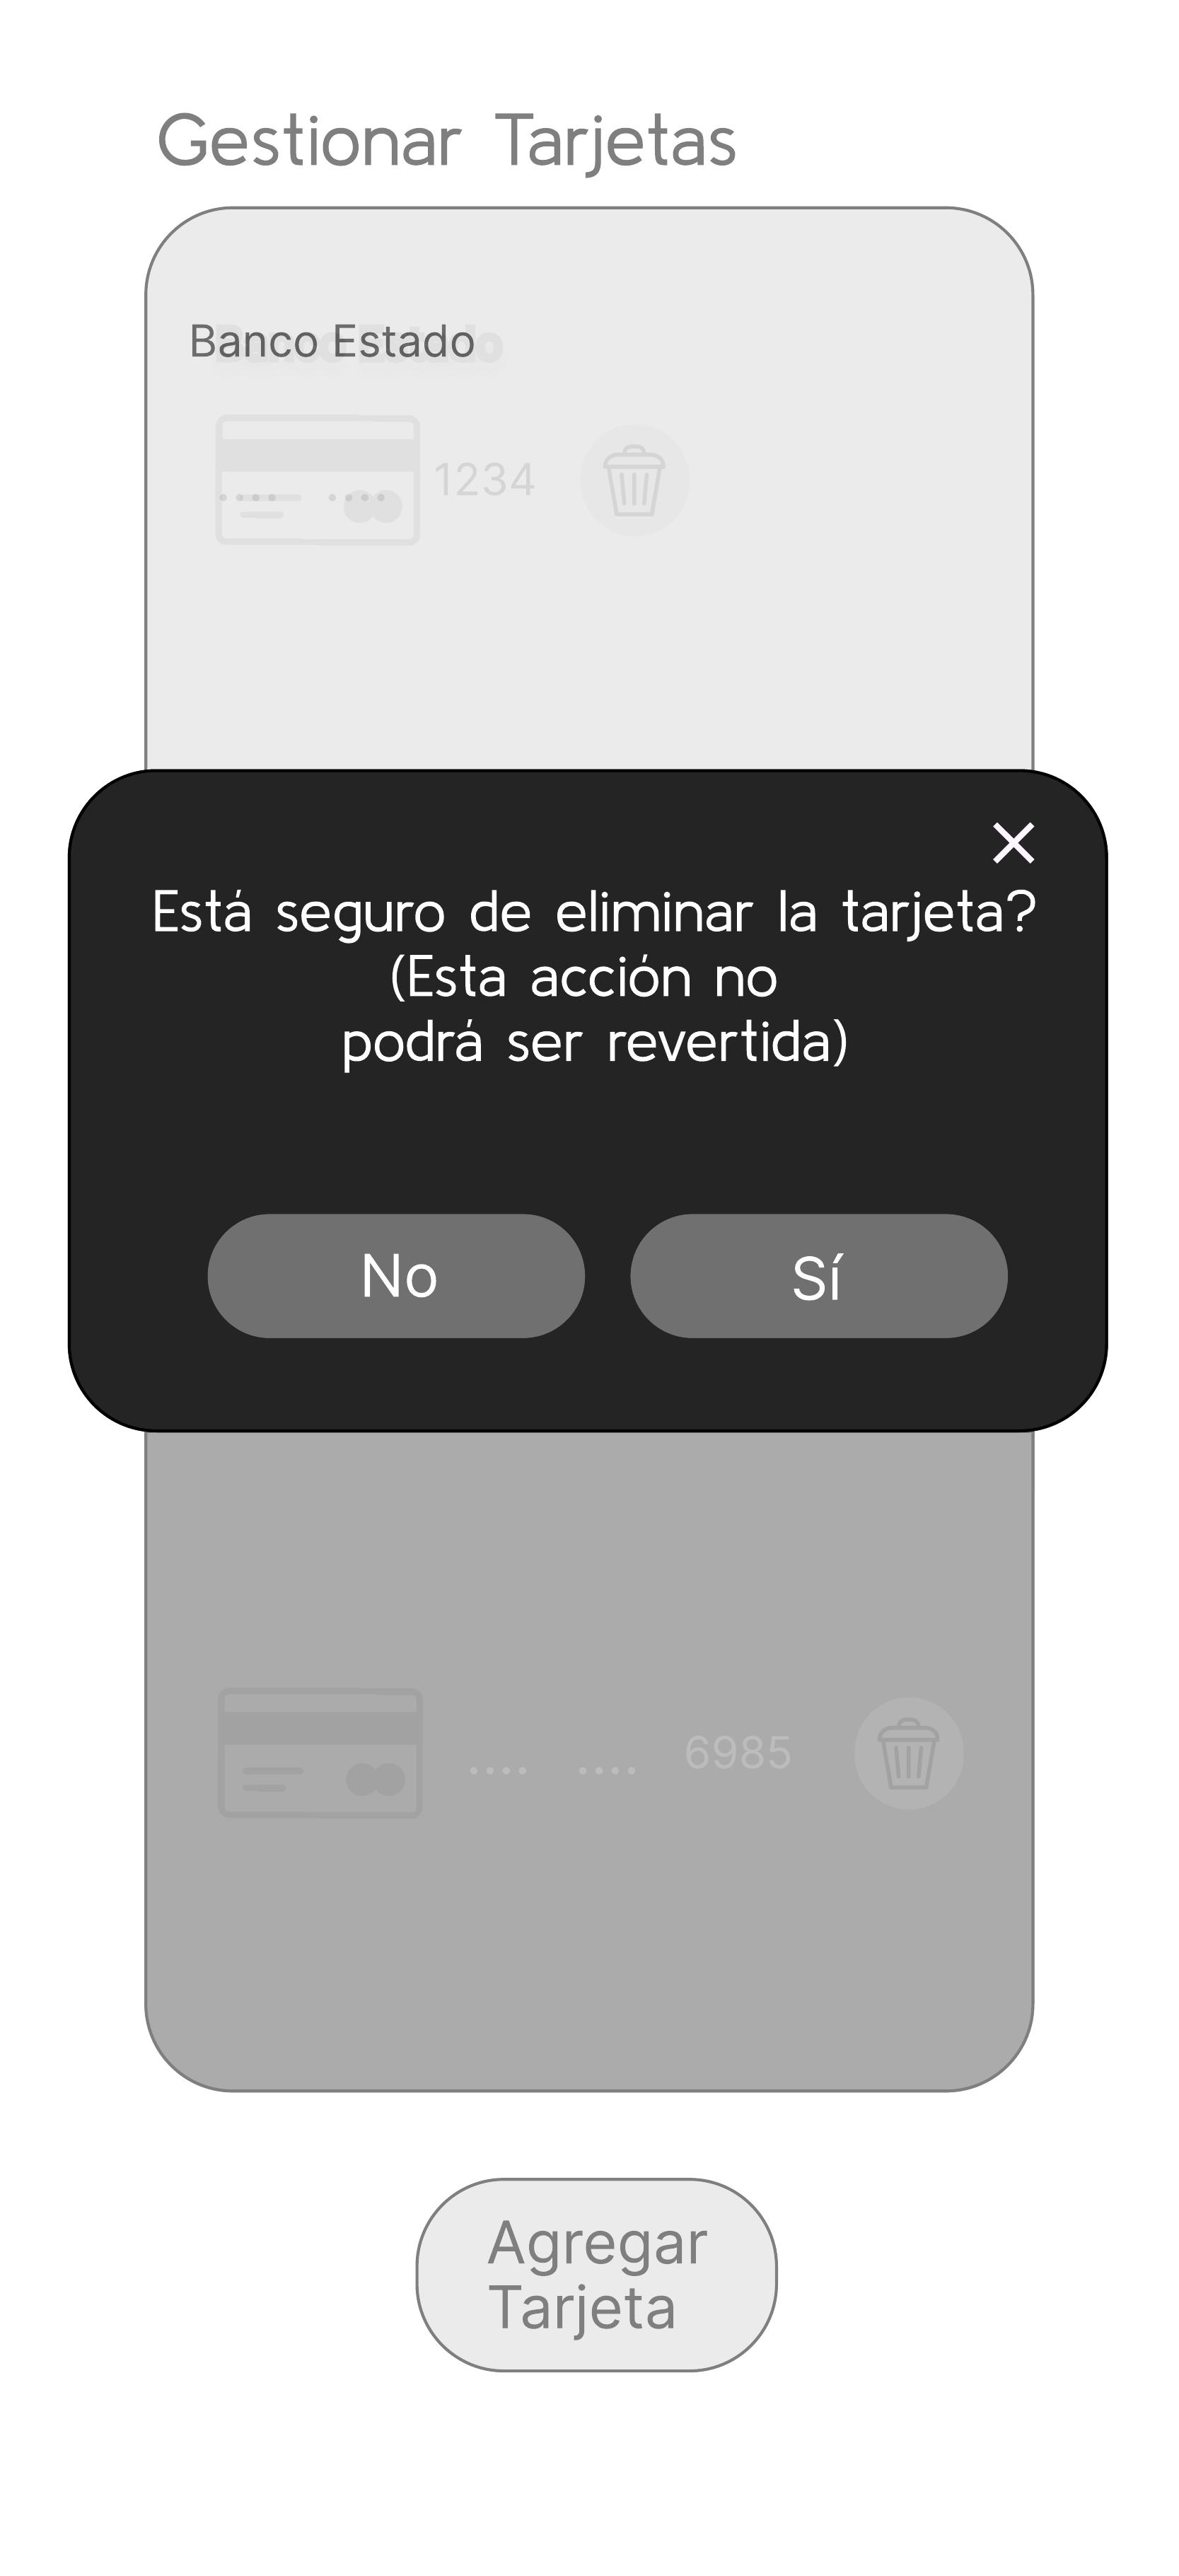 Gestionar Tarjetas
Banco Estado
.... .... 1234
Está seguro de eliminar la tarjeta?
(Esta acción no
podrá ser revertida)
No
Sí
.... .... 6985
Agregar
Tarjeta